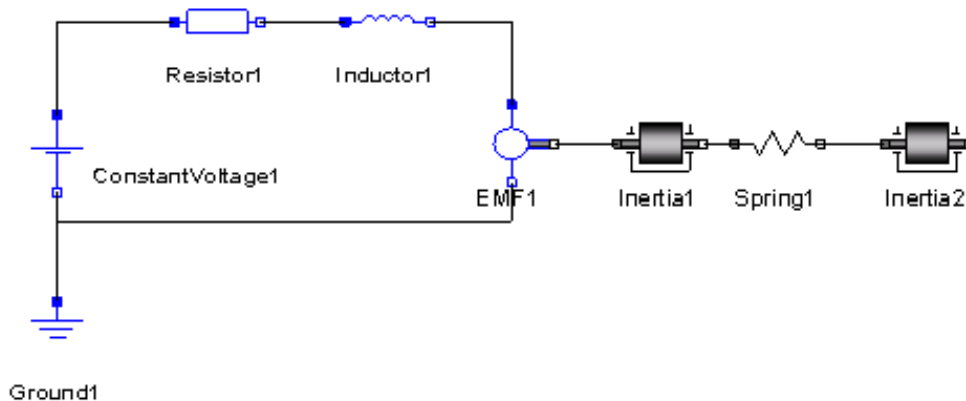 Resistor1
Inductor1
ConstantVoltage1
EMF1
Inertia1
Spring1
Inertia2
Ground1